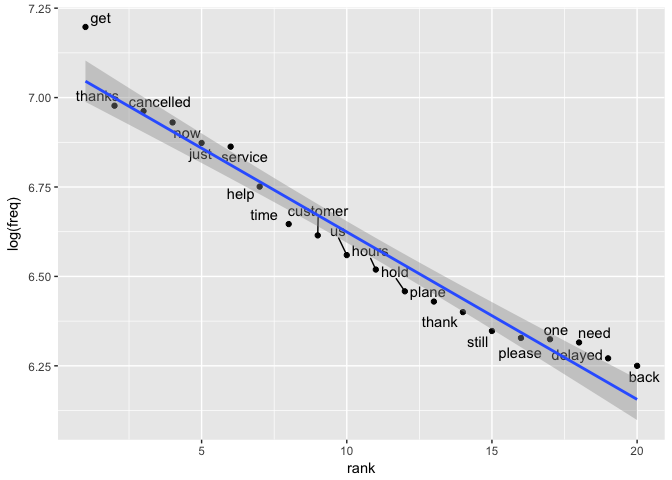 7.25
get
7.00
thanks
cancelled
now
just
service
6.75
help
time
customer
us
hours
6.50
hold
plane
thank
still
one
need
please
delayed
6.25
back
5
10
15
20
rank
log(freq)